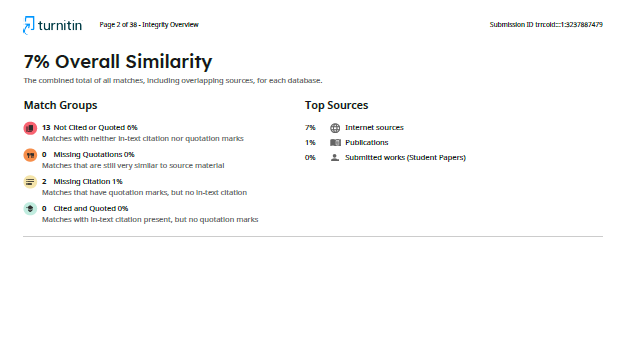 turnitin
Page 2 of 38 - Integrity Overview
Submission ID trn:oid:::1:3237887479
7% Overall Similarity
The combined total of all matches, including overlapping sources, for each database.
Match Groups
13 Not Cited or Quoted 6%
Matches with neither in-text citation nor quotation marks
0 Missing Quotations 0%
Matches that are still very similar to source material
2 Missing Citation 1%
Matches that have quotation marks, but no in-text citation
0 Cited and Quoted 0%
Matches with in-text citation present, but no quotation marks
Top Sources
7% Internet sources
1% Publications
0% Submitted works (Student Papers)